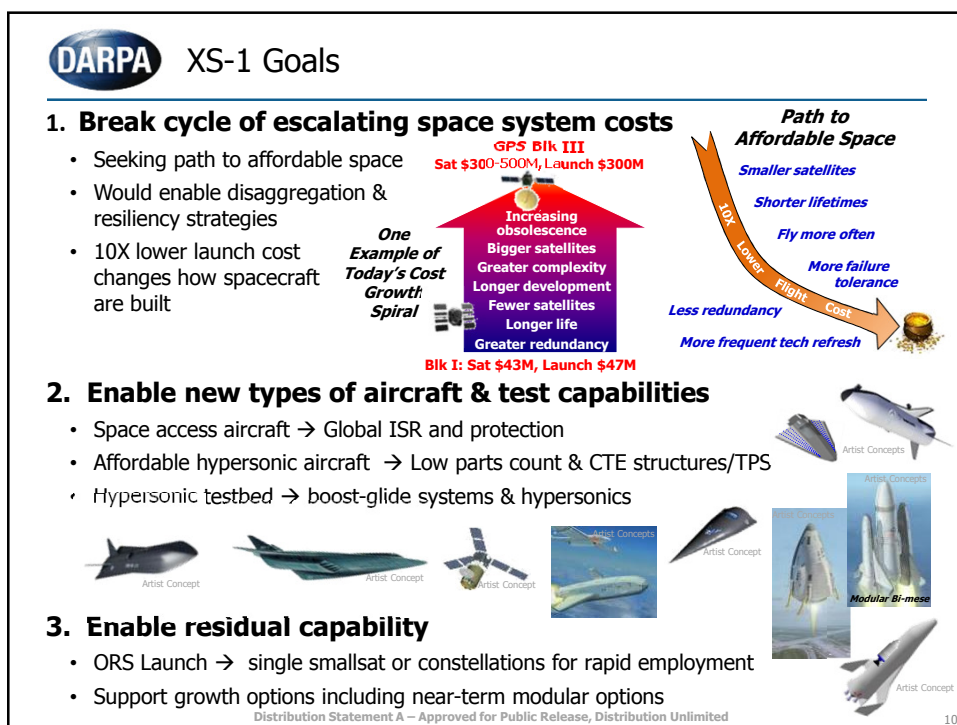 DARPA XS-1 Goals
1. Break cycle of escalating space system costs
• Seeking path to affordable space
• Would enable disaggregation &
resiliency strategies
• 10X lower launch cost
changes how spacecraft
are built
One
Example of
Today's Cost
Growth
Spiral
GPS Blk III
Sat $300-500M, Launch $300M
Increasing
obsolescence
Bigger satellites
Greater complexity
Longer development
Fewer satellites
Longer life
Greater redundancy
Blk I: Sat $43M, Launch $47M
Path to
Affordable Space
Smaller satellites
Shorter lifetimes
Fly more often
More failure
tolerance
Less redundancy
More frequent tech refresh
10X Lower Flight Cost
2. Enable new types of aircraft & test capabilities
• Space access aircraft → Global ISR and protection
• Affordable hypersonic aircraft → Low parts count & CTE structures/TPS
• Hypersonic testbed → boost-glide systems & hypersonics
Artist Concepts
Artist Concepts
Artist Concepts
Artist Concepts
Artist Concept
Artist Concept
Artist Concept
Artist Concept
Modular Bi-mese
3. Enable residual capability
• ORS Launch → single smallsat or constellations for rapid employment
• Support growth options including near-term modular options
Artist Concept
Distribution Statement A – Approved for Public Release, Distribution Unlimited
10